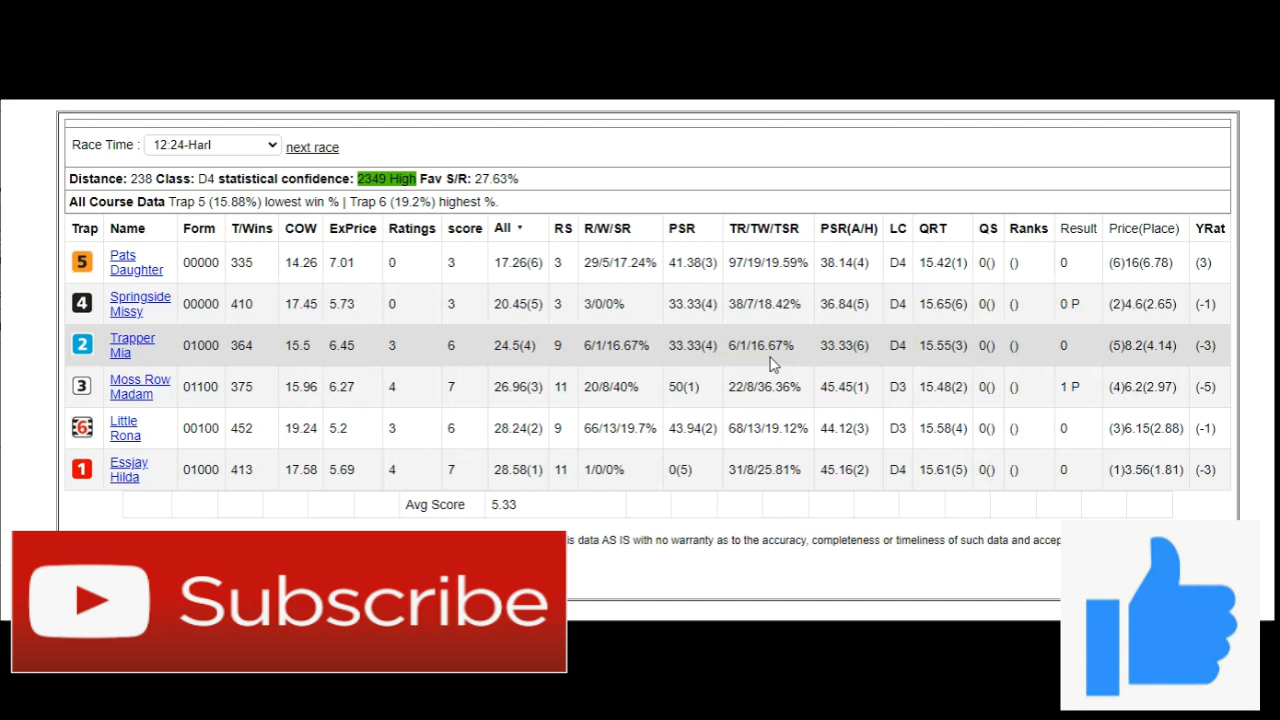 Race Time : 12:24-Harl next race
Distance: 238 Class: D4 statistical confidence: 2349 High Fav S/R: 27.63%
All Course Data Trap 5 (15.88%) lowest win % | Trap 6 (19.2%) highest %.
Trap Name Form T/Wins COW ExPrice Ratings score All RS R/W/SR PSR TR/TW/TSR PSR(A/H) LC QRT QS Ranks Result Price(Place) YRat
5 Pats Daughter 00000 335 14.26 7.01 0 3 17.26(6) 3 29/5/17.24% 41.38(3) 97/19/19.59% 38.14(4) D4 15.42(1) 0() () 0 (6)16(6.78) (3)
4 Springside Missy 00000 410 17.45 5.73 0 3 20.45(5) 3 3/0/0% 33.33(4) 38/7/18.42% 36.84(5) D4 15.65(6) 0() () 0 P (2)4.6(2.65) (-1)
2 Trapper Mia 01000 364 15.5 6.45 3 6 24.5(4) 9 6/1/16.67% 33.33(4) 6/1/16.67% 33.33(6) D4 15.55(3) 0() () 0 (5)8.2(4.14) (-3)
3 Moss Row Madam 01100 375 15.96 6.27 4 7 26.96(3) 11 20/8/40% 50(1) 22/8/36.36% 45.45(1) D3 15.48(2) 0() () 1 P (4)6.2(2.97) (-5)
6 Little Rona 00100 452 19.24 5.2 3 6 28.24(2) 9 66/13/19.7% 43.94(2) 68/13/19.12% 44.12(3) D3 15.58(4) 0() () 0 (3)6.15(2.88) (-1)
1 Essjay Hilda 01000 413 17.58 5.69 4 7 28.58(1) 11 1/0/0% 0(5) 31/8/25.81% 45.16(2) D4 15.61(5) 0() () 0 (1)3.56(1.81) (-3)
Avg Score 5.33
is data AS IS with no warranty as to the accuracy, completeness or timeliness of such data and accep
Subscribe